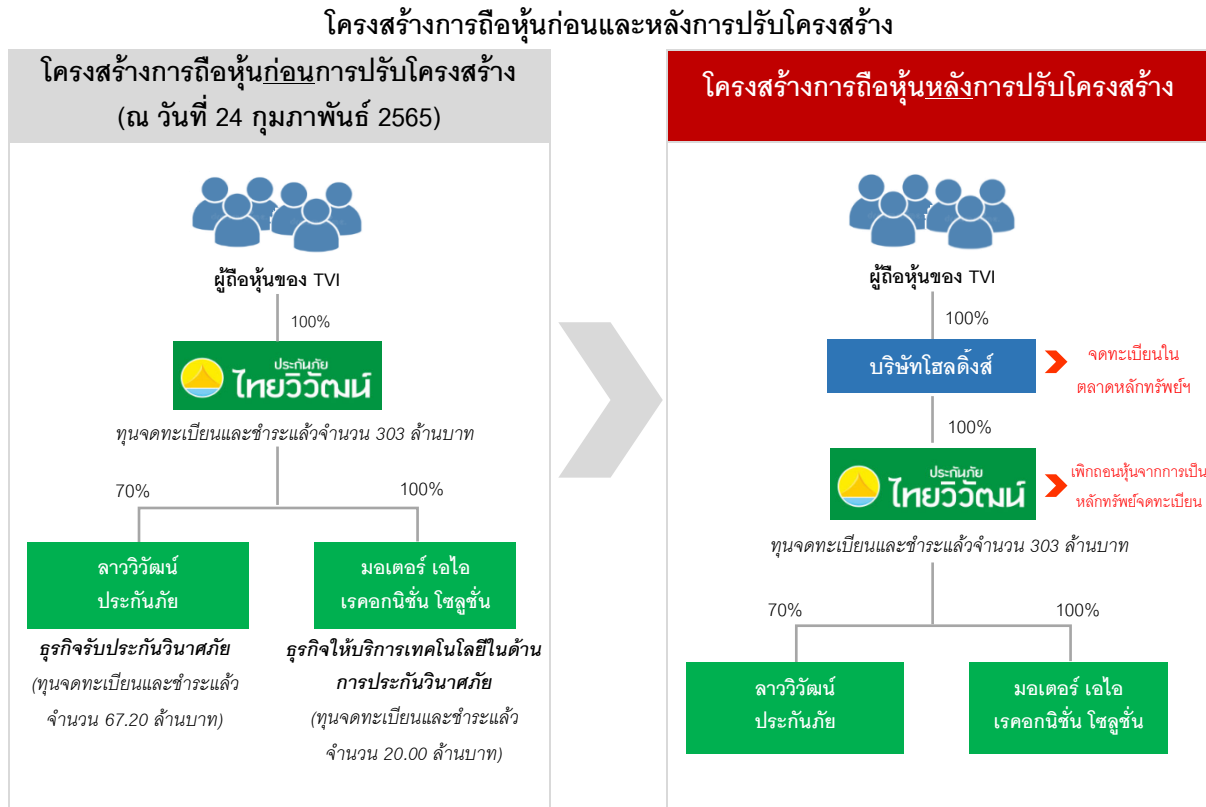 โครงสร้างการถือหุ้นก่อนและหลังการปรับโครงสร้าง
โครงสร้างการถือหุ้นก่อนการปรับโครงสร้าง
(ณ วันที่ 24 กุมภาพันธ์ 2565)
ผู้ถือหุ้นของ TVI
100%
ประกันภัย
ไทยวิวัฒน์
ทุนจดทะเบียนและชำระแล้วจำนวน 303 ล้านบาท
70%
100%
ลาววิวัฒน์
ประกันภัย
มอเตอร์ เอไอ
เรคอกนิชั่น โซลูชั่น
ธุรกิจรับประกันวินาศภัย
(ทุนจดทะเบียนและชำระแล้ว
จำนวน 67.20 ล้านบาท)
ธุรกิจให้บริการเทคโนโลยีในด้าน
การประกันวินาศภัย
(ทุนจดทะเบียนและชำระแล้ว
จำนวน 20.00 ล้านบาท)
โครงสร้างการถือหุ้นหลังการปรับโครงสร้าง
ผู้ถือหุ้นของ TVI
100%
บริษัทโฮลดิ้งส์
จดทะเบียนใน
ตลาดหลักทรัพย์ฯ
100%
ประกันภัย
ไทยวิวัฒน์
เพิกถอนหุ้นจากการเป็น
หลักทรัพย์จดทะเบียน
ทุนจดทะเบียนและชำระแล้วจำนวน 303 ล้านบาท
70%
100%
ลาววิวัฒน์
ประกันภัย
มอเตอร์ เอไอ
เรคอกนิชั่น โซลูชั่น